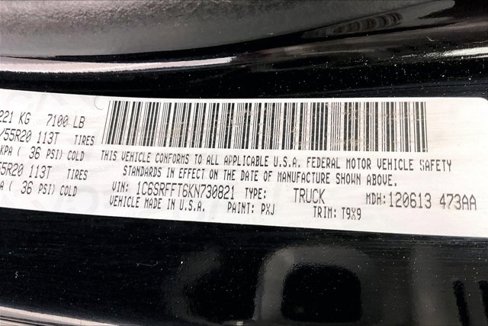 221 KG 7100 LB
/55R20 113T TIRES
KPA ( 36 PSI) COLD
55R20 113T TIRES
KPA ( 36 PSI) COLD
THIS VEHICLE CONFORMS TO ALL APPLICABLE U.S.A. FEDERAL MOTOR VEHICLE SAFETY
STANDARDS IN EFFECT ON THE DATE OF MANUFACTURE SHOWN ABOVE.
VIN: 1C6SRFFT6KN730821 TYPE: TRUCK MDH: 120613 473AA
VEHICLE MADE IN U.S.A. PAINT: PXJ TRIM: T9X9